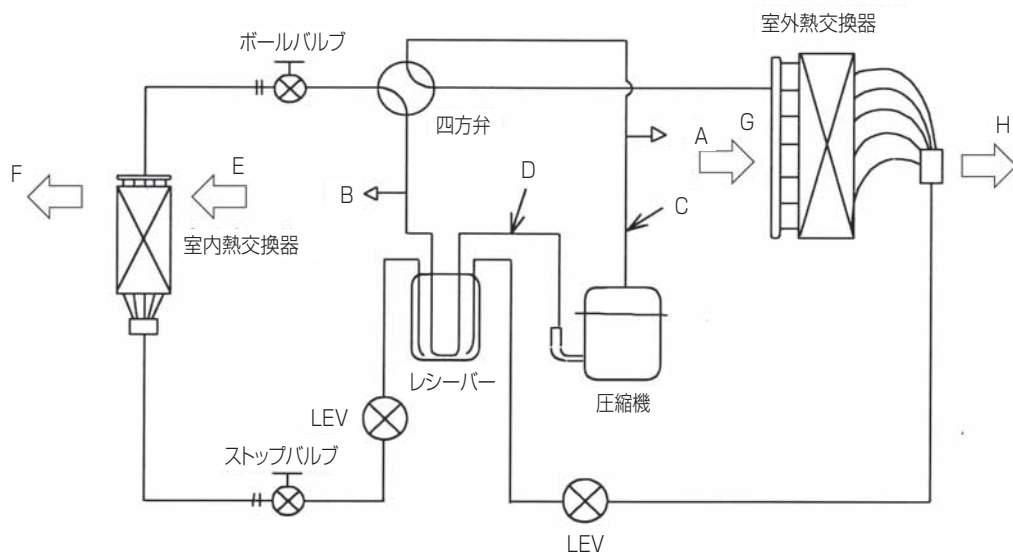 室外熱交換器
ボールバルブ
四方弁
A
G
H
F
E
B
D
C
室内熱交換器
レシーバー
圧縮機
LEV
ストップバルブ
LEV